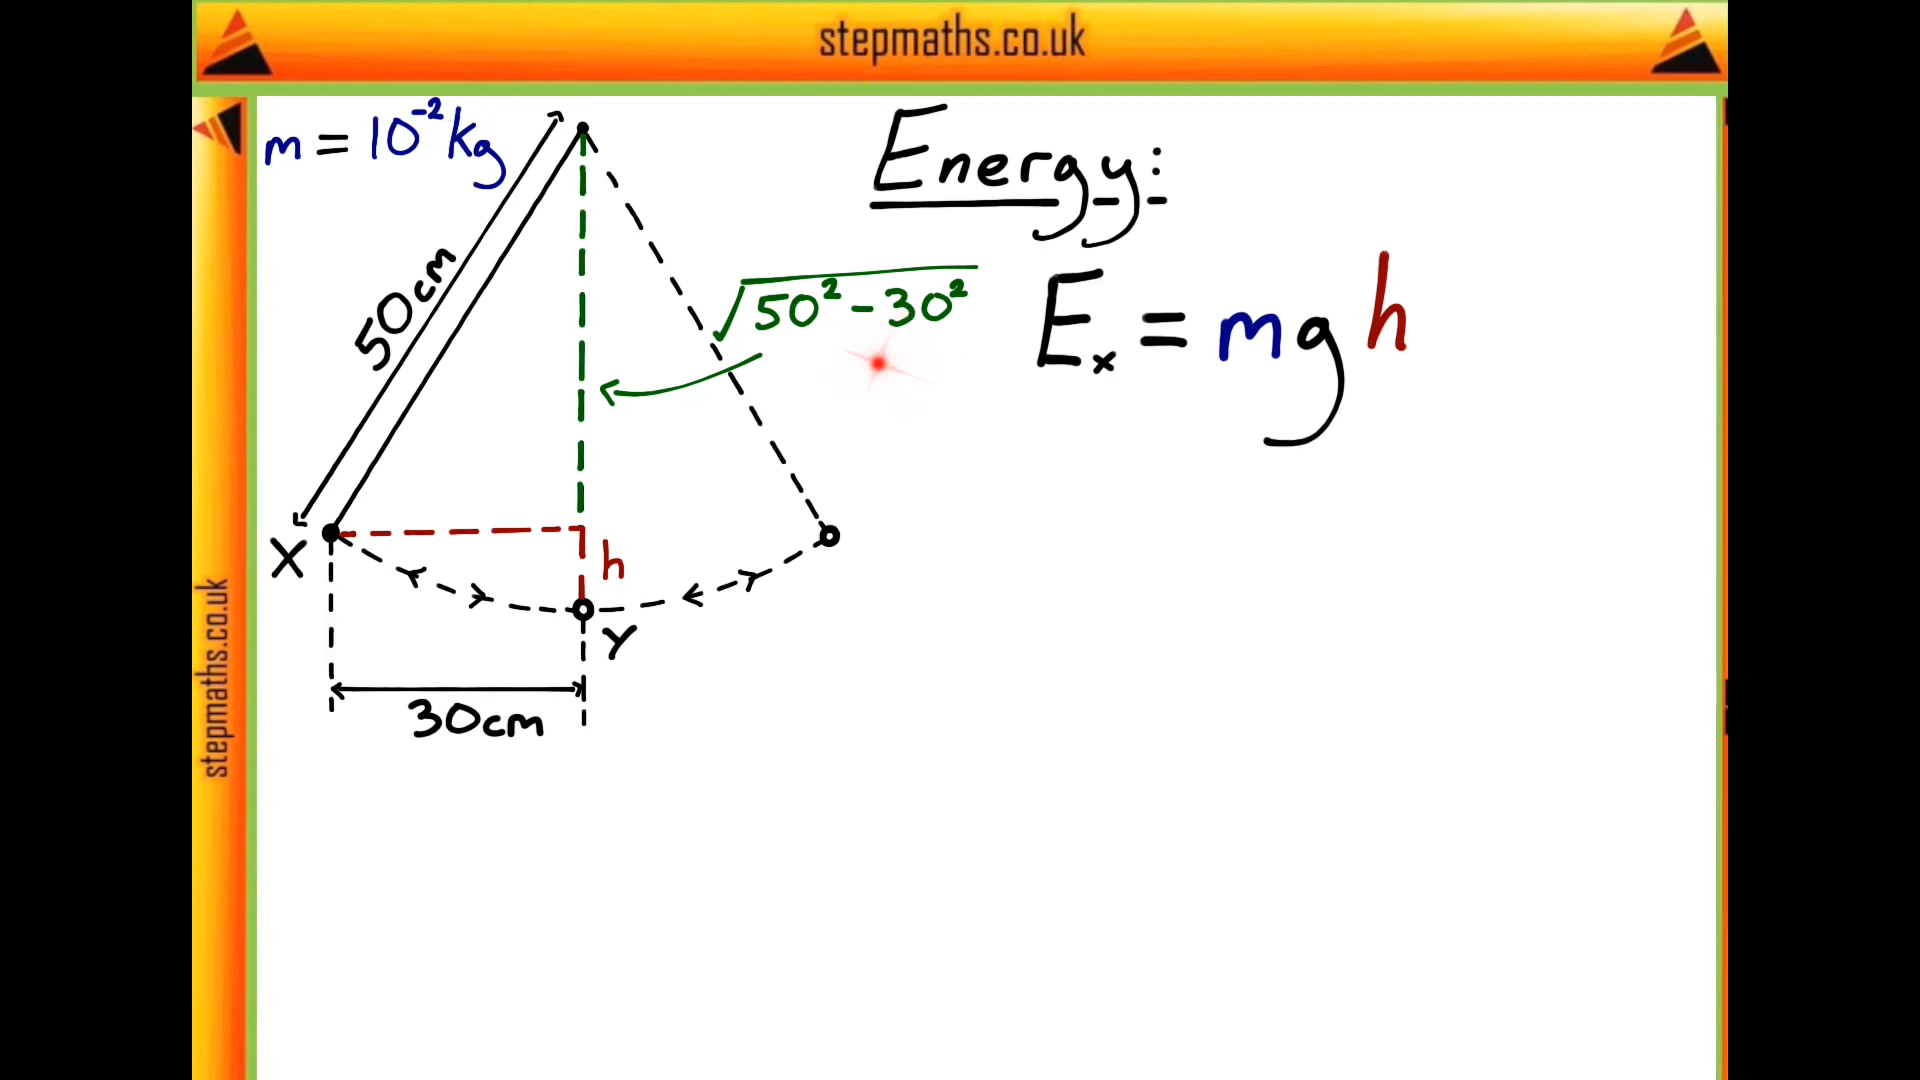 stepmaths.co.uk
m = 10⁻² kg
Energy:
50cm
√50² - 30²
Eₓ = mgh
X
h
Y
30cm
stepmaths.co.uk